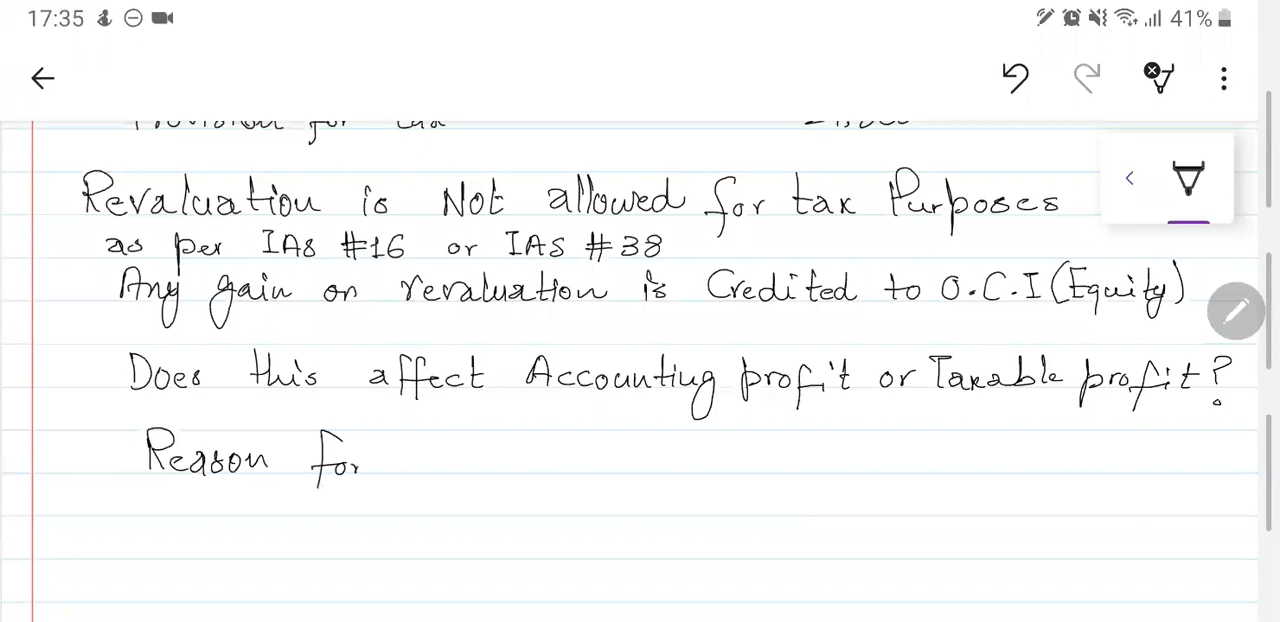 17:35 41%
Revaluation is Not allowed for tax Purposes
as per IAS #16 or IAS #38
Any gain on revaluation is Credited to O.C.I (Equity)
Does this affect Accounting profit or Taxable profit?
Reason for